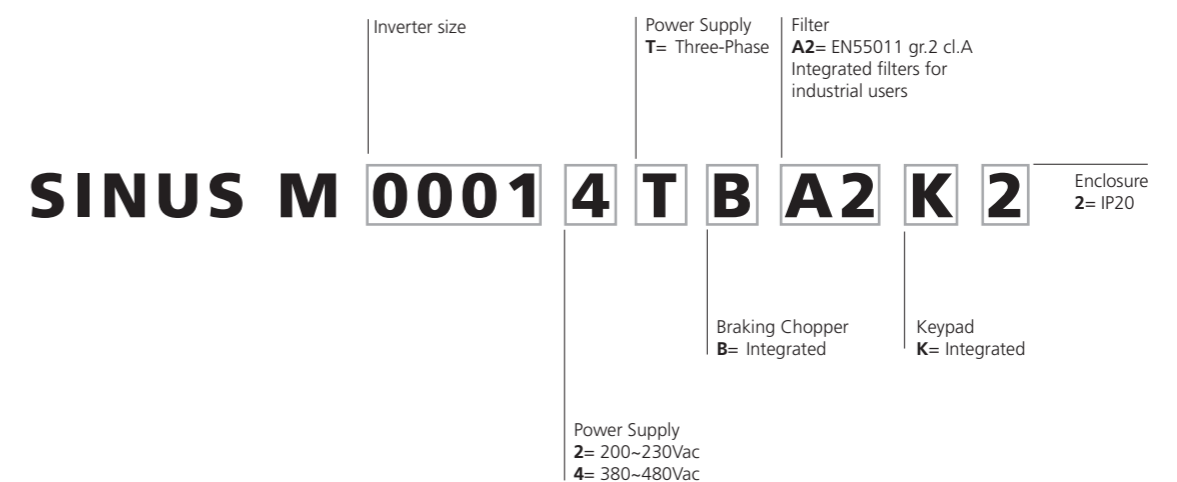 Inverter size
Power Supply
T= Three-Phase
Filter
A2= EN55011 gr.2 cl.A
Integrated filters for
industrial users
SINUS M 0001 4 T B A2 K 2
Enclosure
2= IP20
Braking Chopper
B= Integrated
Keypad
K= Integrated
Power Supply
2= 200~230Vac
4= 380~480Vac